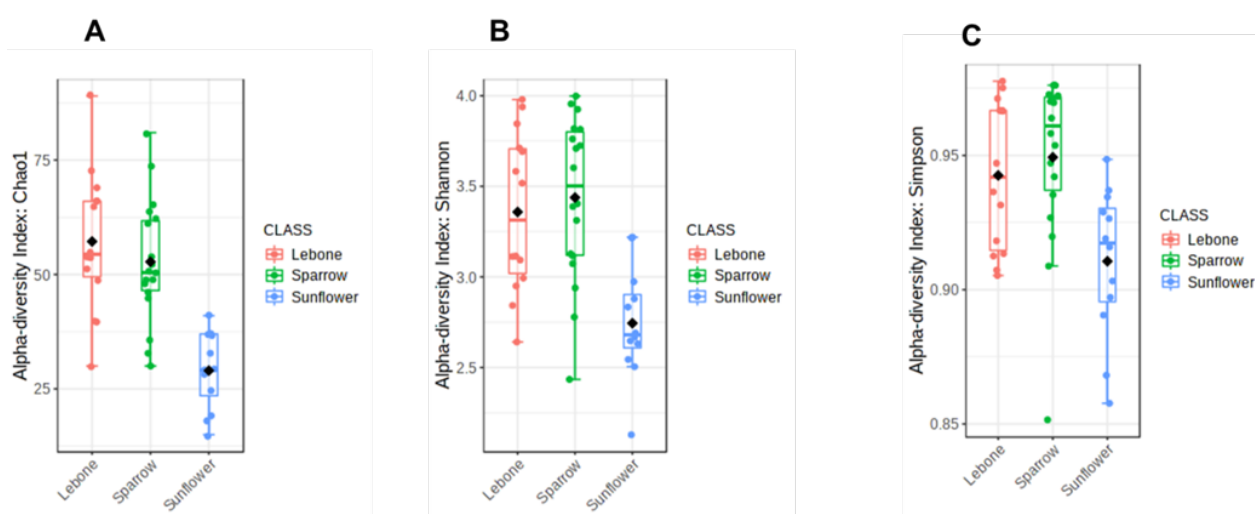 A
Alpha-diversity Index: Chao1
75
50
25
Lebone
Sparrow
Sunflower
CLASS
Lebone
Sparrow
Sunflower
B
Alpha-diversity Index: Shannon
4.0
3.5
3.0
2.5
Lebone
Sparrow
Sunflower
CLASS
Lebone
Sparrow
Sunflower
C
Alpha-diversity Index: Simpson
0.95
0.90
0.85
Lebone
Sparrow
Sunflower
CLASS
Lebone
Sparrow
Sunflower